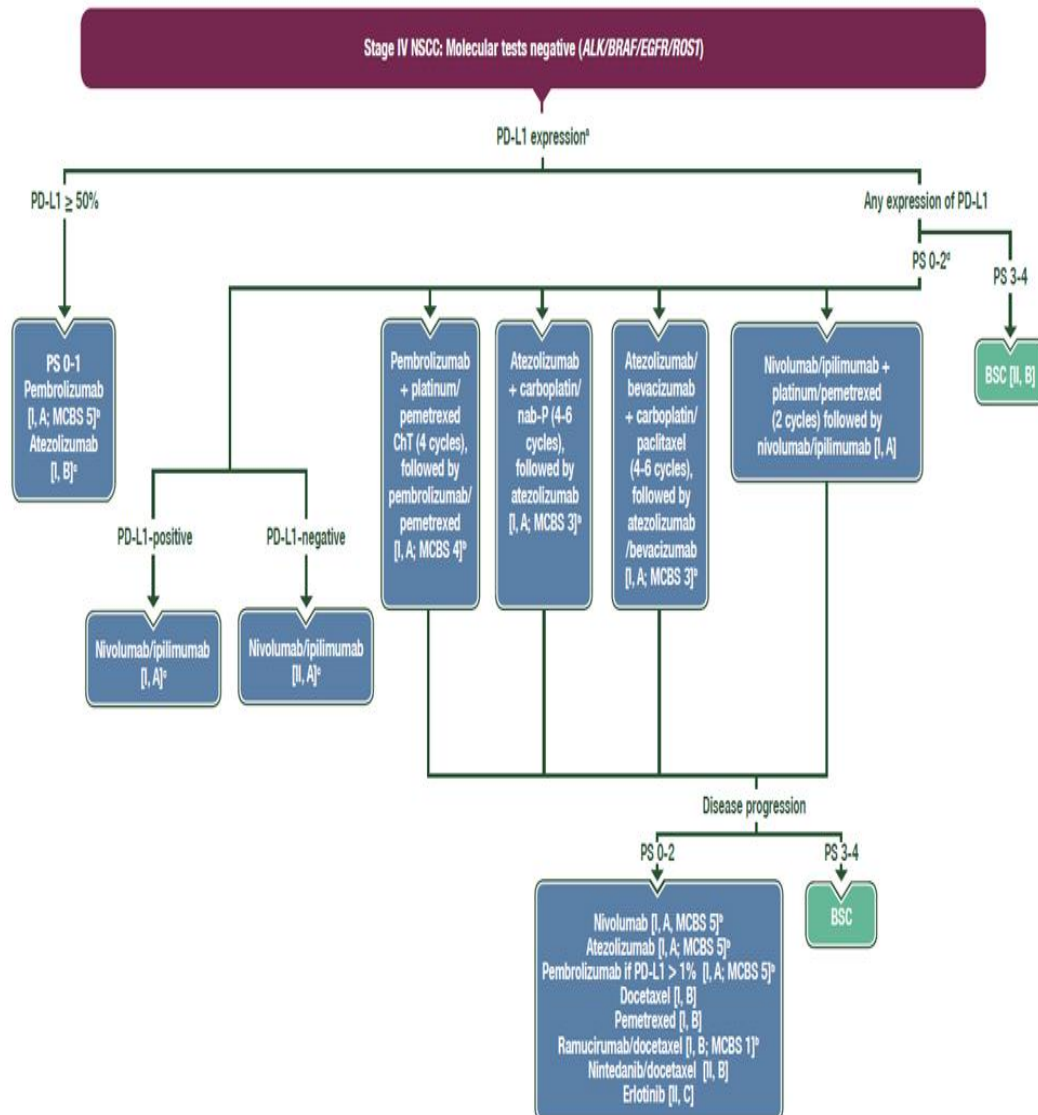 Stage IV NSCC: Molecular tests negative (ALK/BRAF/EGFR/ROS1)
PD-L1 expressionᵃ
PD-L1 ≥ 50%
Any expression of PD-L1
PS 0-2ᵈ
PS 3-4
PS 0-1
Pembrolizumab
[I, A; MCBS 5]ᵇ
Atezolizumab
[I, B]ᶜ
Pembrolizumab
+ platinum/
pemetrexed
ChT (4 cycles),
followed by
pembrolizumab/
pemetrexed
[I, A; MCBS 4]ᵇ
Atezolizumab
+ carboplatin/
nab-P (4-6
cycles),
followed by
atezolizumab
[I, A; MCBS 3]ᵇ
Atezolizumab/
bevacizumab
+ carboplatin/
paclitaxel
(4-6 cycles),
followed by
atezolizumab
/bevacizumab
[I, A; MCBS 3]ᵇ
Nivolumab/ipilimumab +
platinum/pemetrexed
(2 cycles) followed by
nivolumab/ipilimumab [I, A]
BSC [II, B]
PD-L1-positive
PD-L1-negative
Nivolumab/ipilimumab
[I, A]ᶜ
Nivolumab/ipilimumab
[II, A]ᶜ
Disease progression
PS 0-2
PS 3-4
Nivolumab [I, A, MCBS 5]ᵇ
Atezolizumab [I, A; MCBS 5]ᵇ
Pembrolizumab if PD-L1 > 1% [I, A; MCBS 5]ᵇ
Docetaxel [I, B]
Pemetrexed [I, B]
Ramucirumab/docetaxel [I, B; MCBS 1]ᵇ
Nintedanib/docetaxel [II, B]
Erlotinib [II, C]
BSC